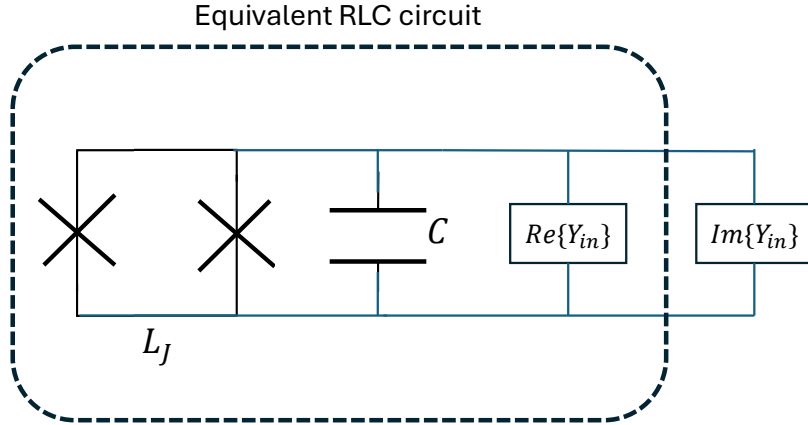 Equivalent RLC circuit
C
Re{Y_in}
Im{Y_in}
L_J